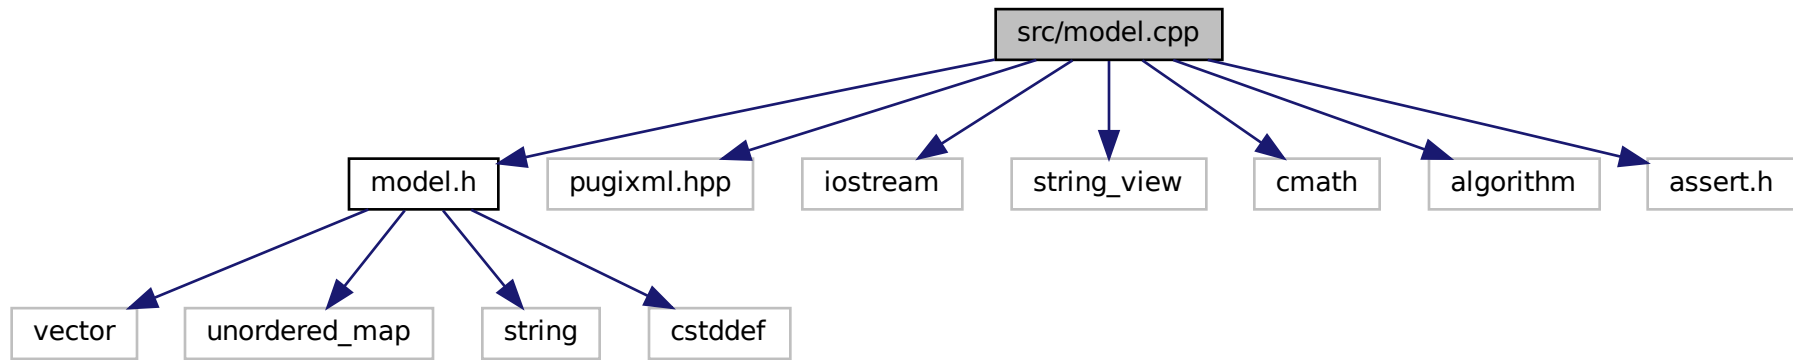 src/model.cpp
model.h
pugixml.hpp
iostream
string_view
cmath
algorithm
assert.h
vector
unordered_map
string
cstddef